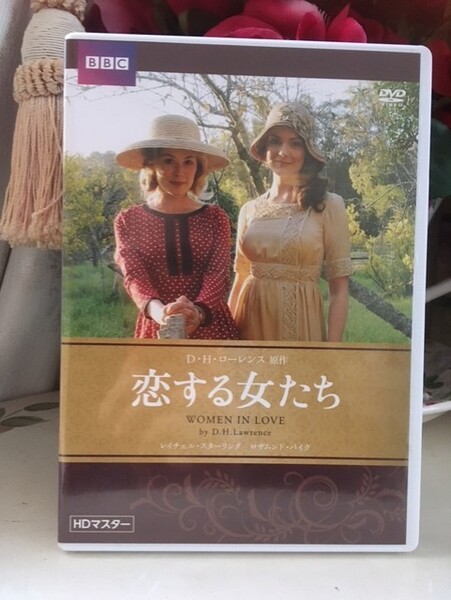 BBC
DVD
VIDEO
D・H・ローレンス 原作
恋する女たち
WOMEN IN LOVE
by D.H.Lawrence
レイチェル・スターリング／ロザムンド・パイク
HDマスター